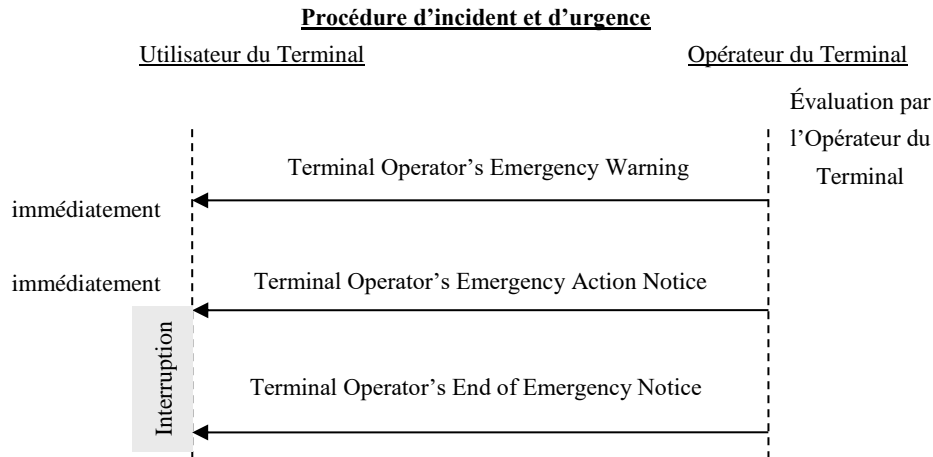 Procédure d’incident et d’urgence
Utilisateur du Terminal
Opérateur du Terminal
Évaluation par
l’Opérateur du
Terminal
Terminal Operator’s Emergency Warning
immédiatement
immédiatement
Terminal Operator’s Emergency Action Notice
Interruption
Terminal Operator’s End of Emergency Notice